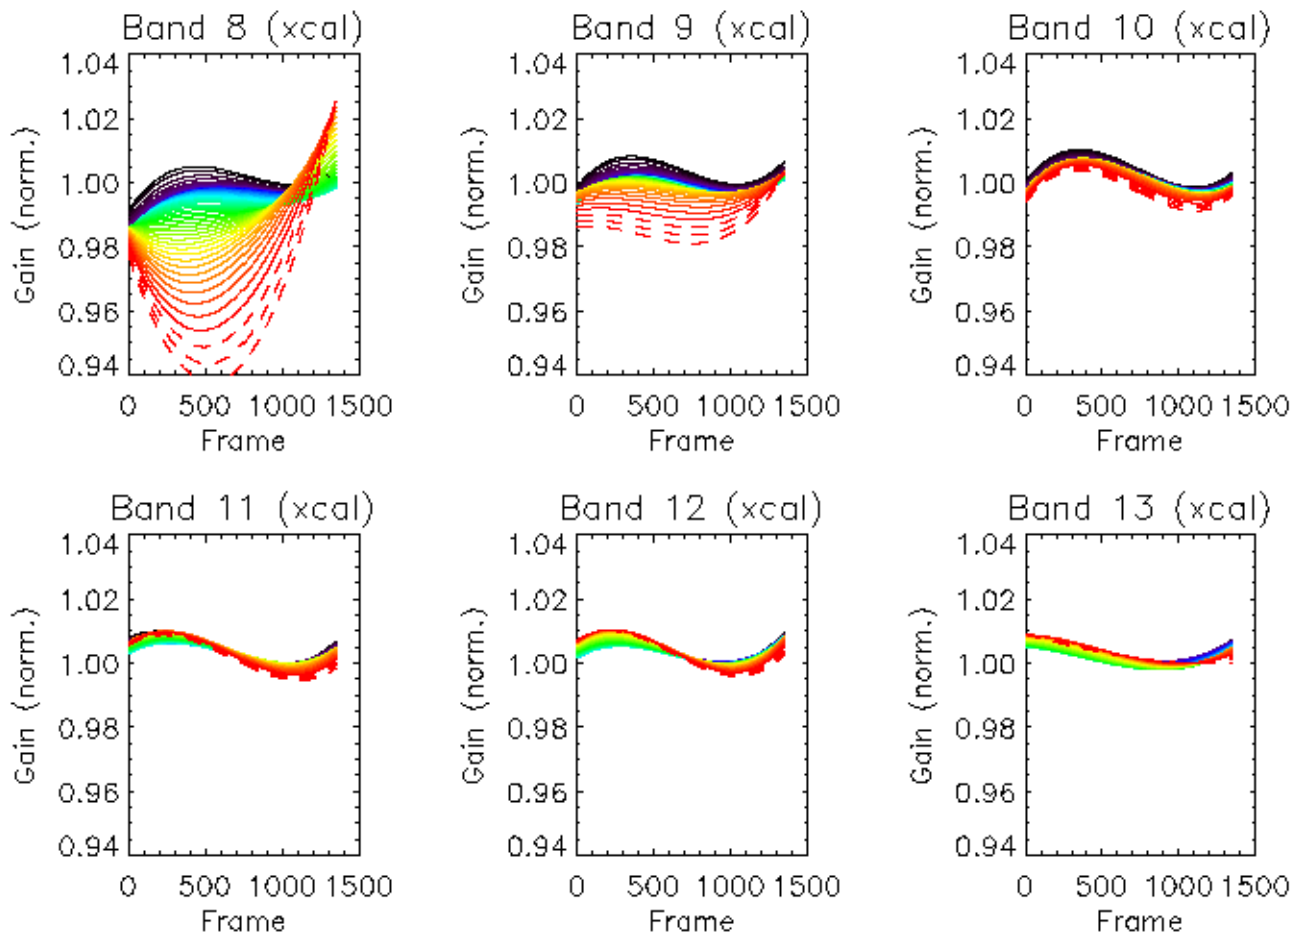 Band 8 (xcal)
Band 9 (xcal)
Band 10 (xcal)
1.04
1.02
1.00
0.98
0.96
0.94
Gain (norm.)
0 500 1000 1500
Frame
1.04
1.02
1.00
0.98
0.96
0.94
Gain (norm.)
0 500 1000 1500
Frame
1.04
1.02
1.00
0.98
0.96
0.94
Gain (norm.)
0 500 1000 1500
Frame
Band 11 (xcal)
Band 12 (xcal)
Band 13 (xcal)
1.04
1.02
1.00
0.98
0.96
0.94
Gain (norm.)
0 500 1000 1500
Frame
1.04
1.02
1.00
0.98
0.96
0.94
Gain (norm.)
0 500 1000 1500
Frame
1.04
1.02
1.00
0.98
0.96
0.94
Gain (norm.)
0 500 1000 1500
Frame